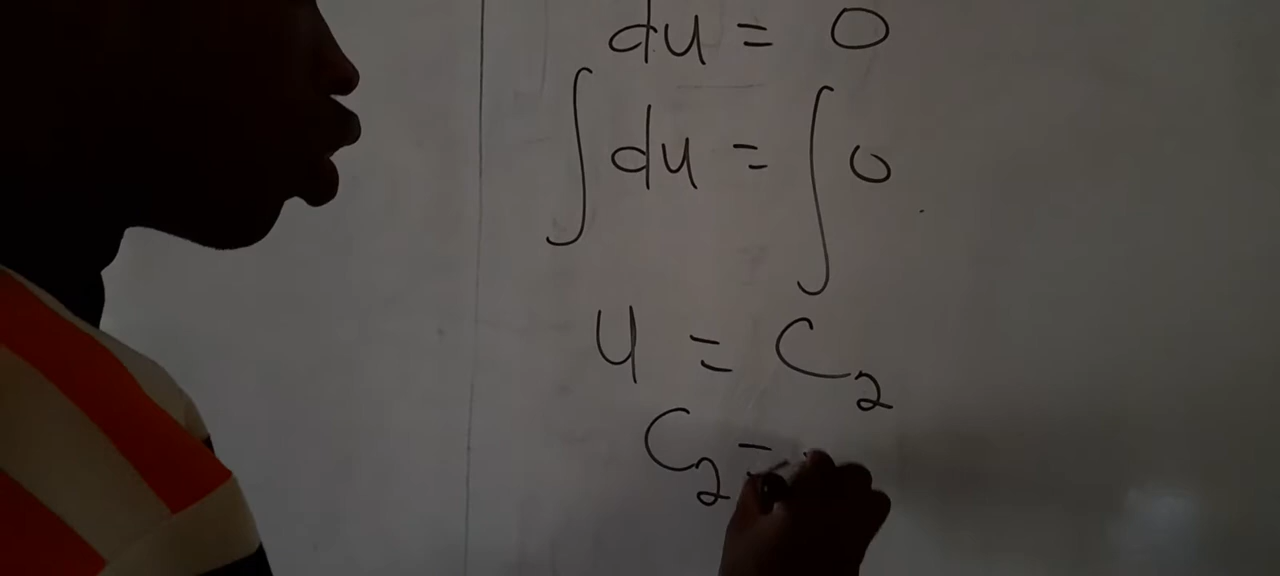 du = 0
∫ du = ∫ 0
u = C₂
C₂ =